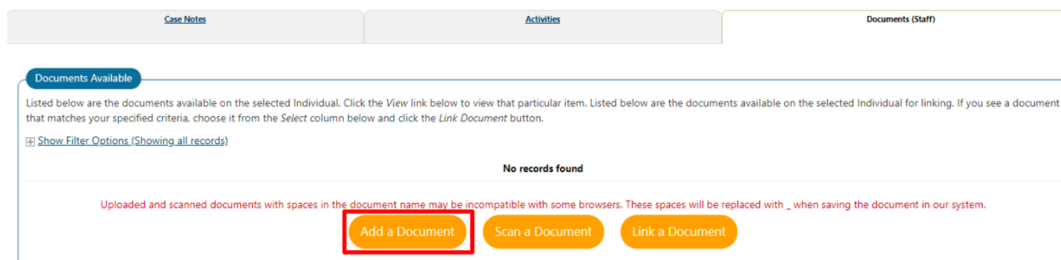 Case Notes
Activities
Documents (Staff)
Documents Available
Listed below are the documents available on the selected Individual. Click the View link below to view that particular item. Listed below are the documents available on the selected Individual for linking. If you see a document
that matches your specified criteria, choose it from the Select column below and click the Link Document button.
Show Filter Options (Showing all records)
No records found
Uploaded and scanned documents with spaces in the document name may be incompatible with some browsers. These spaces will be replaced with _ when saving the document in our system.
Add a Document
Scan a Document
Link a Document